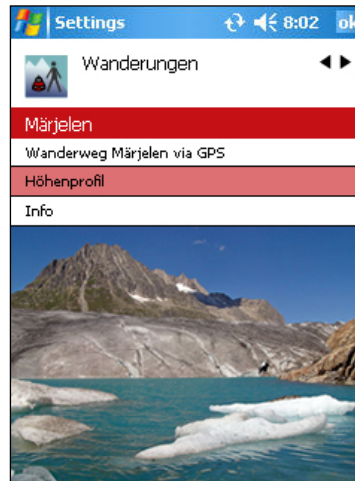 Settings 8:02 ok
Wanderungen
Märjelen
Wanderweg Märjelen via GPS
Höhenprofil
Info